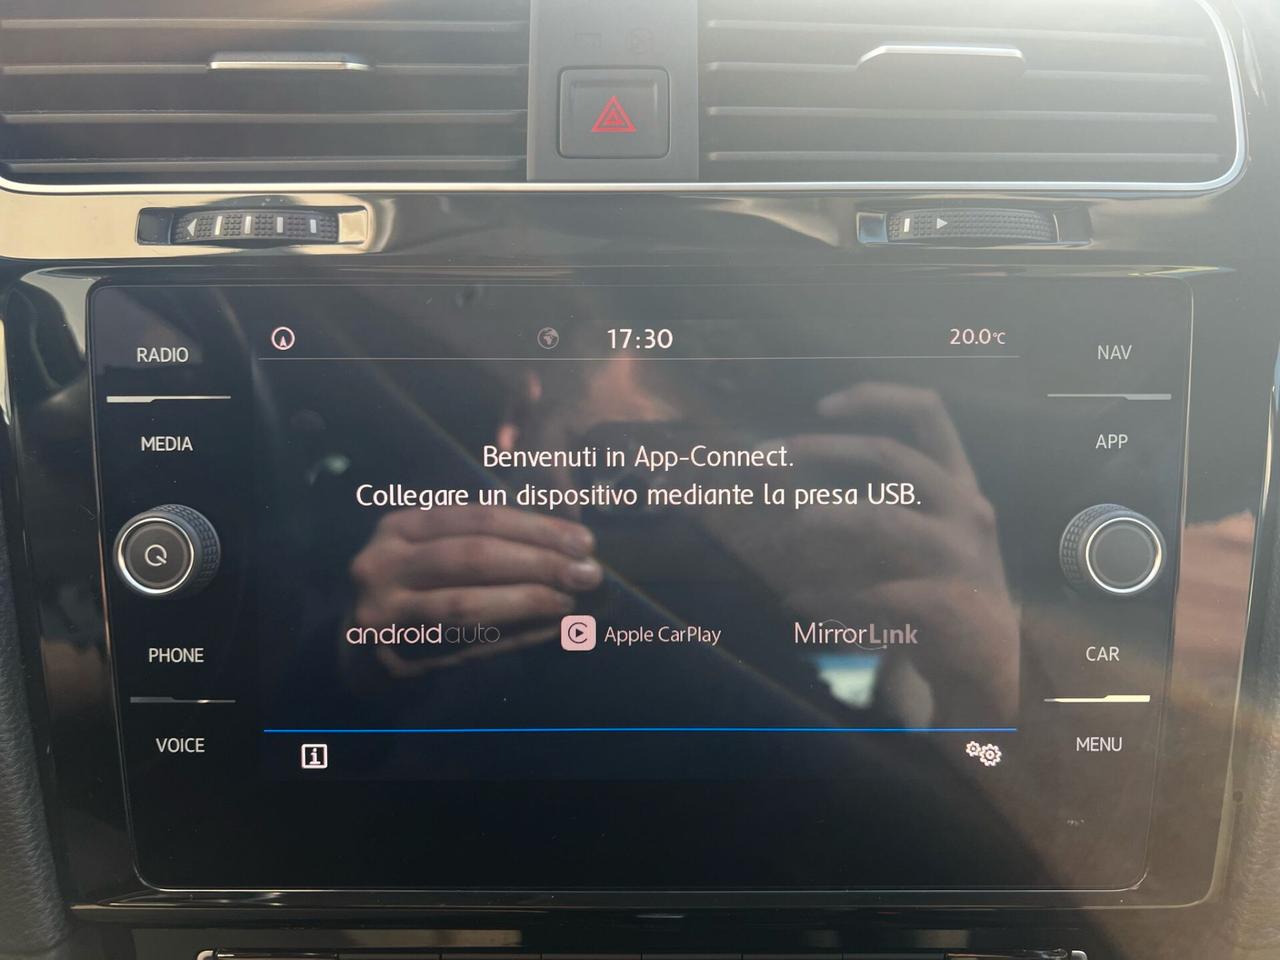 RADIO
MEDIA
PHONE
VOICE
17:30
20.0°C
Benvenuti in App-Connect.
Collegare un dispositivo mediante la presa USB.
androidauto
Apple CarPlay
MirrorLink
NAV
APP
CAR
MENU